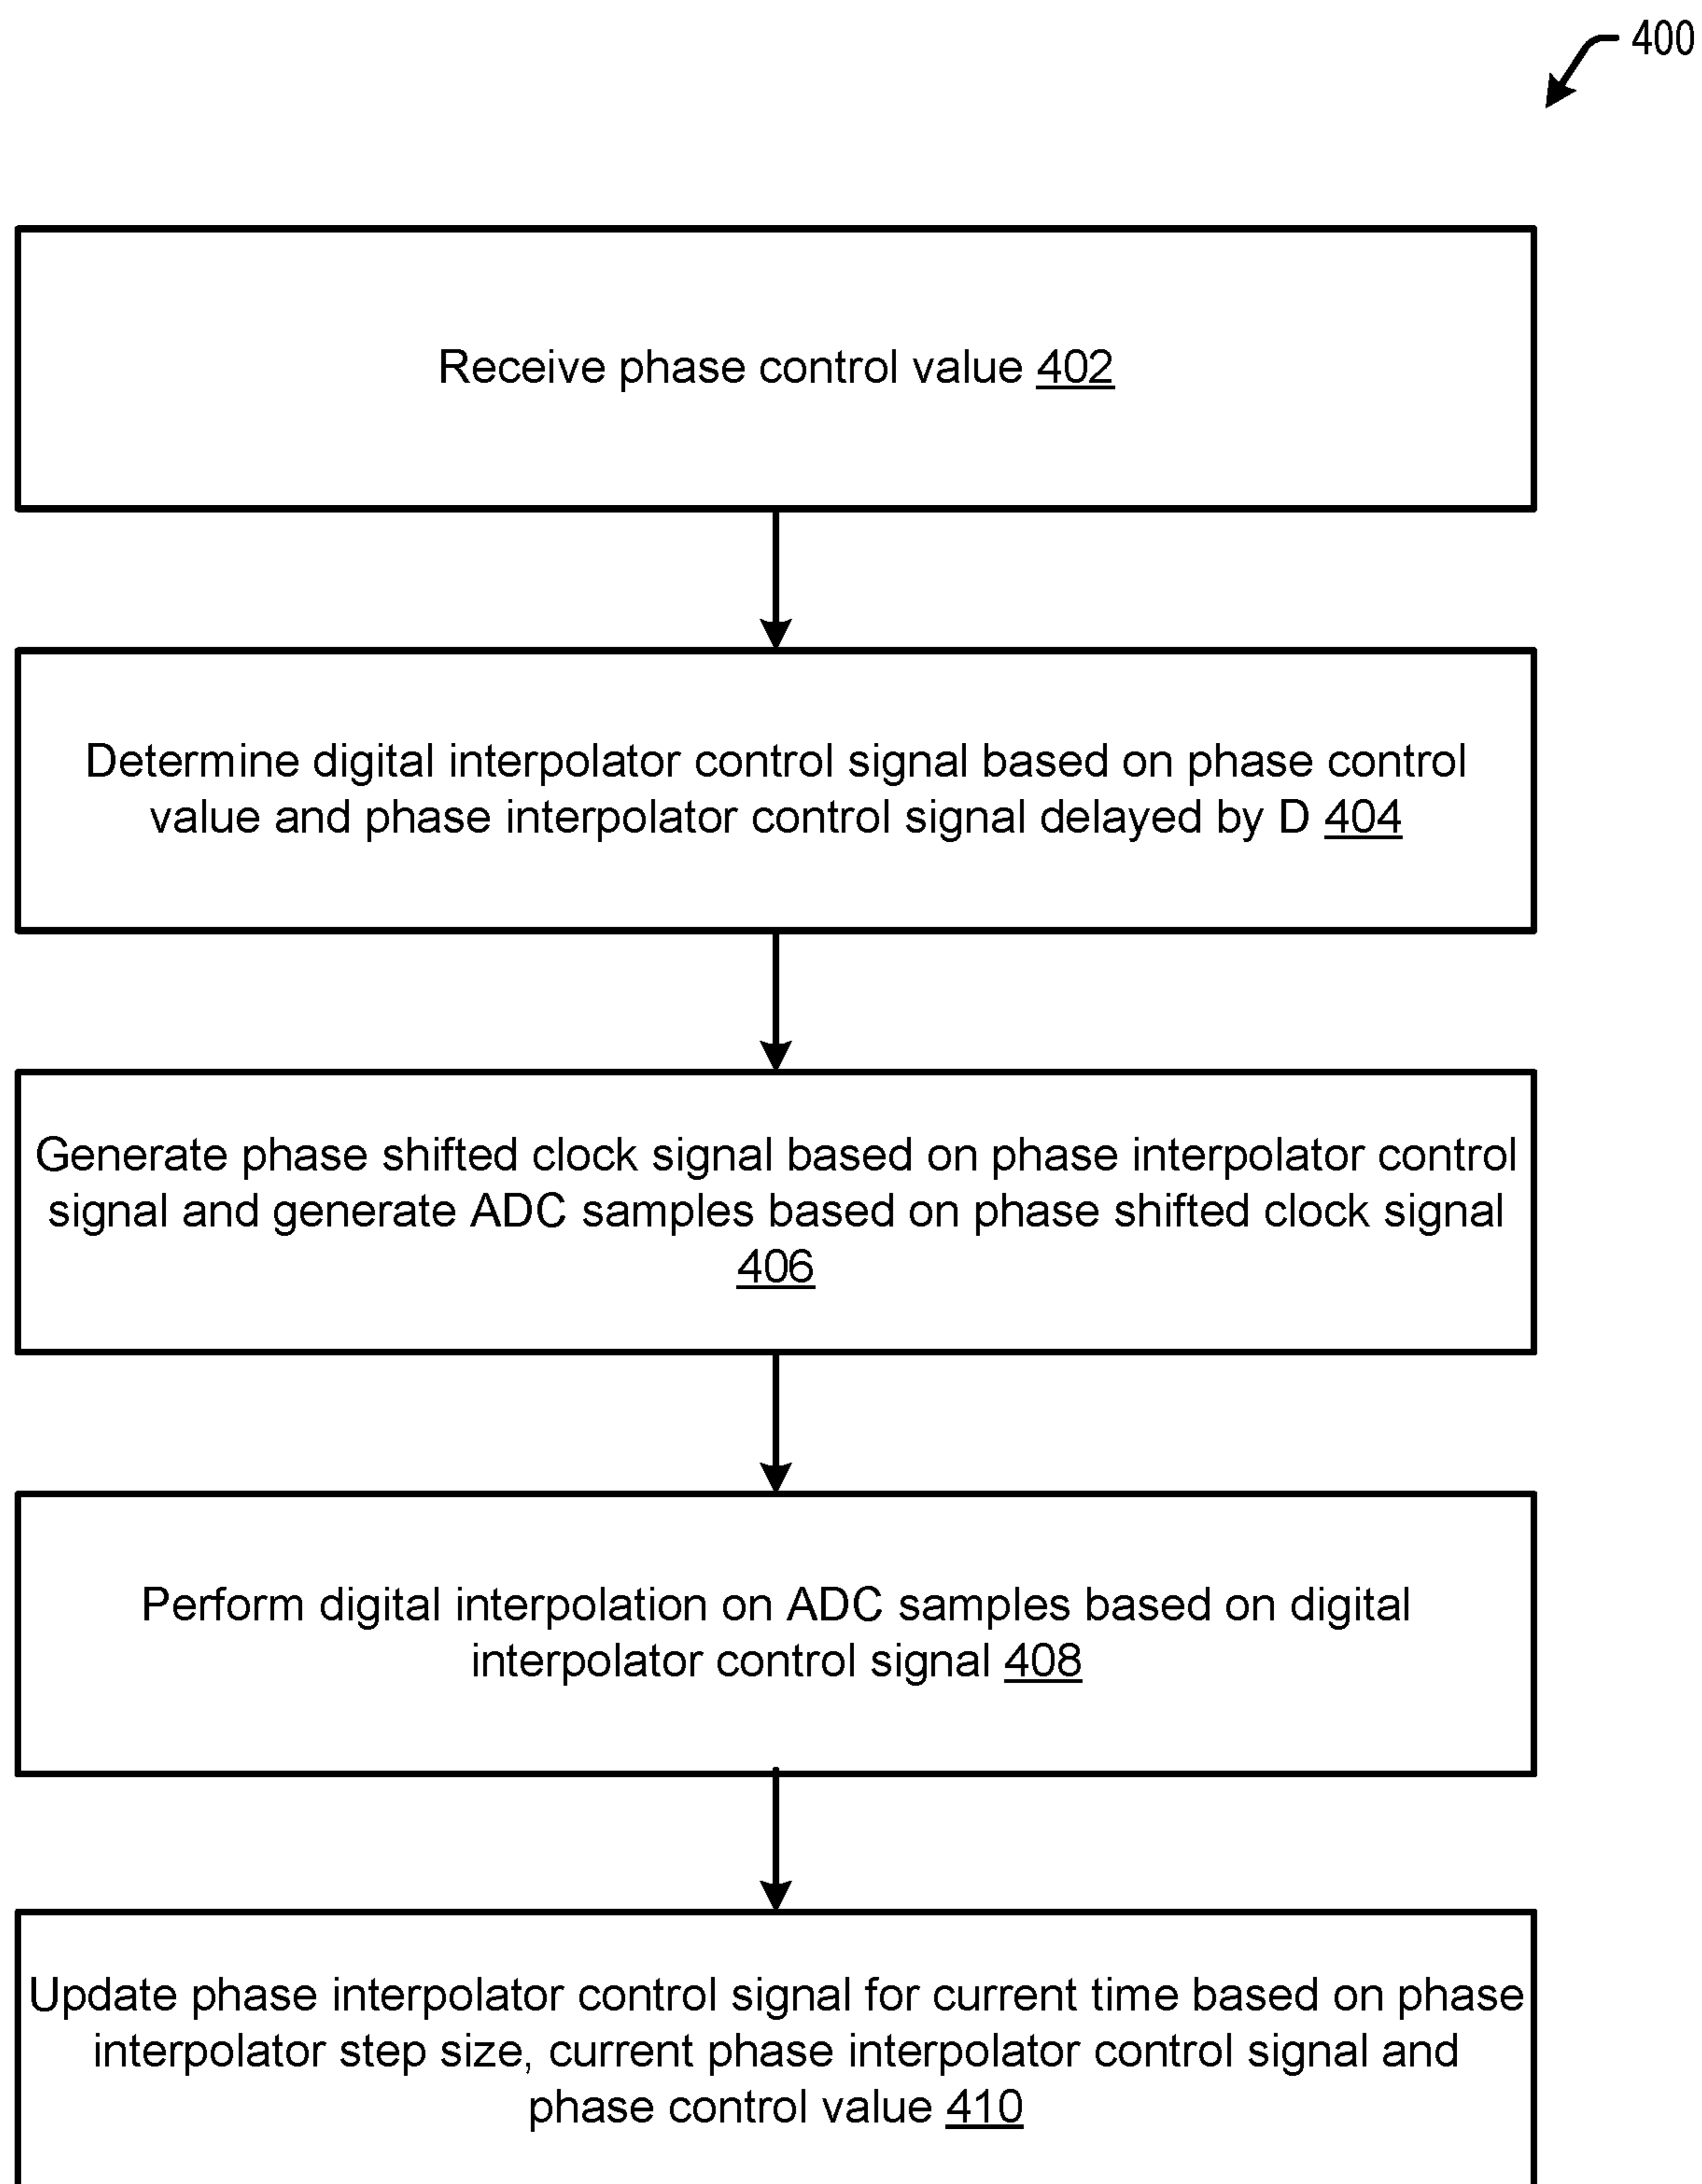 400
Receive phase control value 402
Determine digital interpolator control signal based on phase control
value and phase interpolator control signal delayed by D 404
Generate phase shifted clock signal based on phase interpolator control
signal and generate ADC samples based on phase shifted clock signal
406
Perform digital interpolation on ADC samples based on digital
interpolator control signal 408
Update phase interpolator control signal for current time based on phase
interpolator step size, current phase interpolator control signal and
phase control value 410